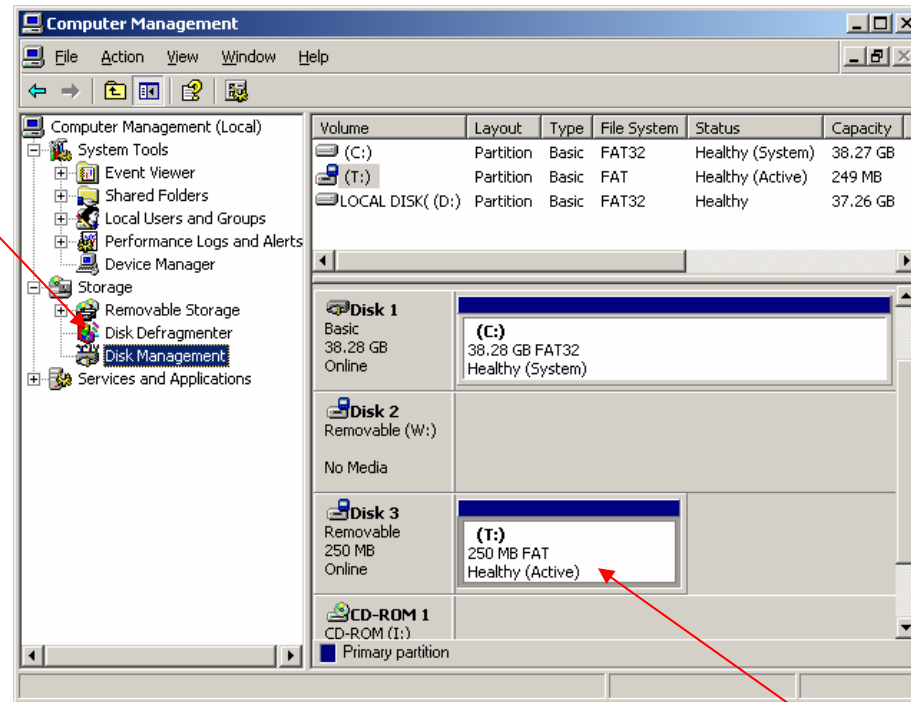 Computer Management
File Action View Window Help
Computer Management (Local)
System Tools
Event Viewer
Shared Folders
Local Users and Groups
Performance Logs and Alerts
Device Manager
Storage
Removable Storage
Disk Defragmenter
Disk Management
Services and Applications
Volume Layout Type File System Status Capacity
(C:) Partition Basic FAT32 Healthy (System) 38.27 GB
(T:) Partition Basic FAT Healthy (Active) 249 MB
LOCAL DISK( (D:) Partition Basic FAT32 Healthy 37.26 GB
Disk 1
Basic
38.28 GB
Online
(C:)
38.28 GB FAT32
Healthy (System)
Disk 2
Removable (W:)
No Media
Disk 3
Removable
250 MB
Online
(T:)
250 MB FAT
Healthy (Active)
CD-ROM 1
CD-ROM (I:)
Primary partition